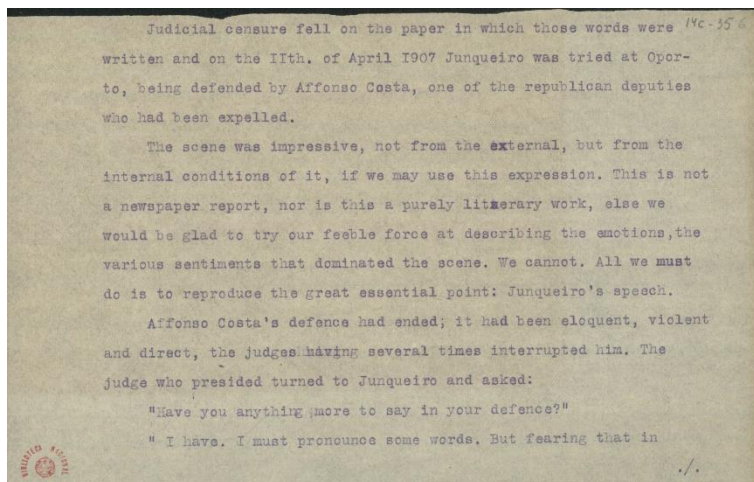 14c-35 6
Judicial censure fell on the paper in which those words were
written and on the IIth. of April I907 Junqueiro was tried at Opor-
to, being defended by Affonso Costa, one of the republican deputies
who had been expelled.
The scene was impressive, not from the external, but from the
internal conditions of it, if we may use this expression. This is not
a newspaper report, nor is this a purely litterary work, else we
would be glad to try our feeble force at describing the emotions,the
various sentiments that dominated the scene. We cannot. All we must
do is to reproduce the great essential point: Junqueiro's speech.
Affonso Costa's defence had ended; it had been eloquent, violent
and direct, the judges having several times interrupted him. The
judge who presided turned to Junqueiro and asked:
"Have you anything more to say in your defence?"
" I have. I must pronounce some words. But fearing that in
./.
BIBLIOTECA NACIONAL